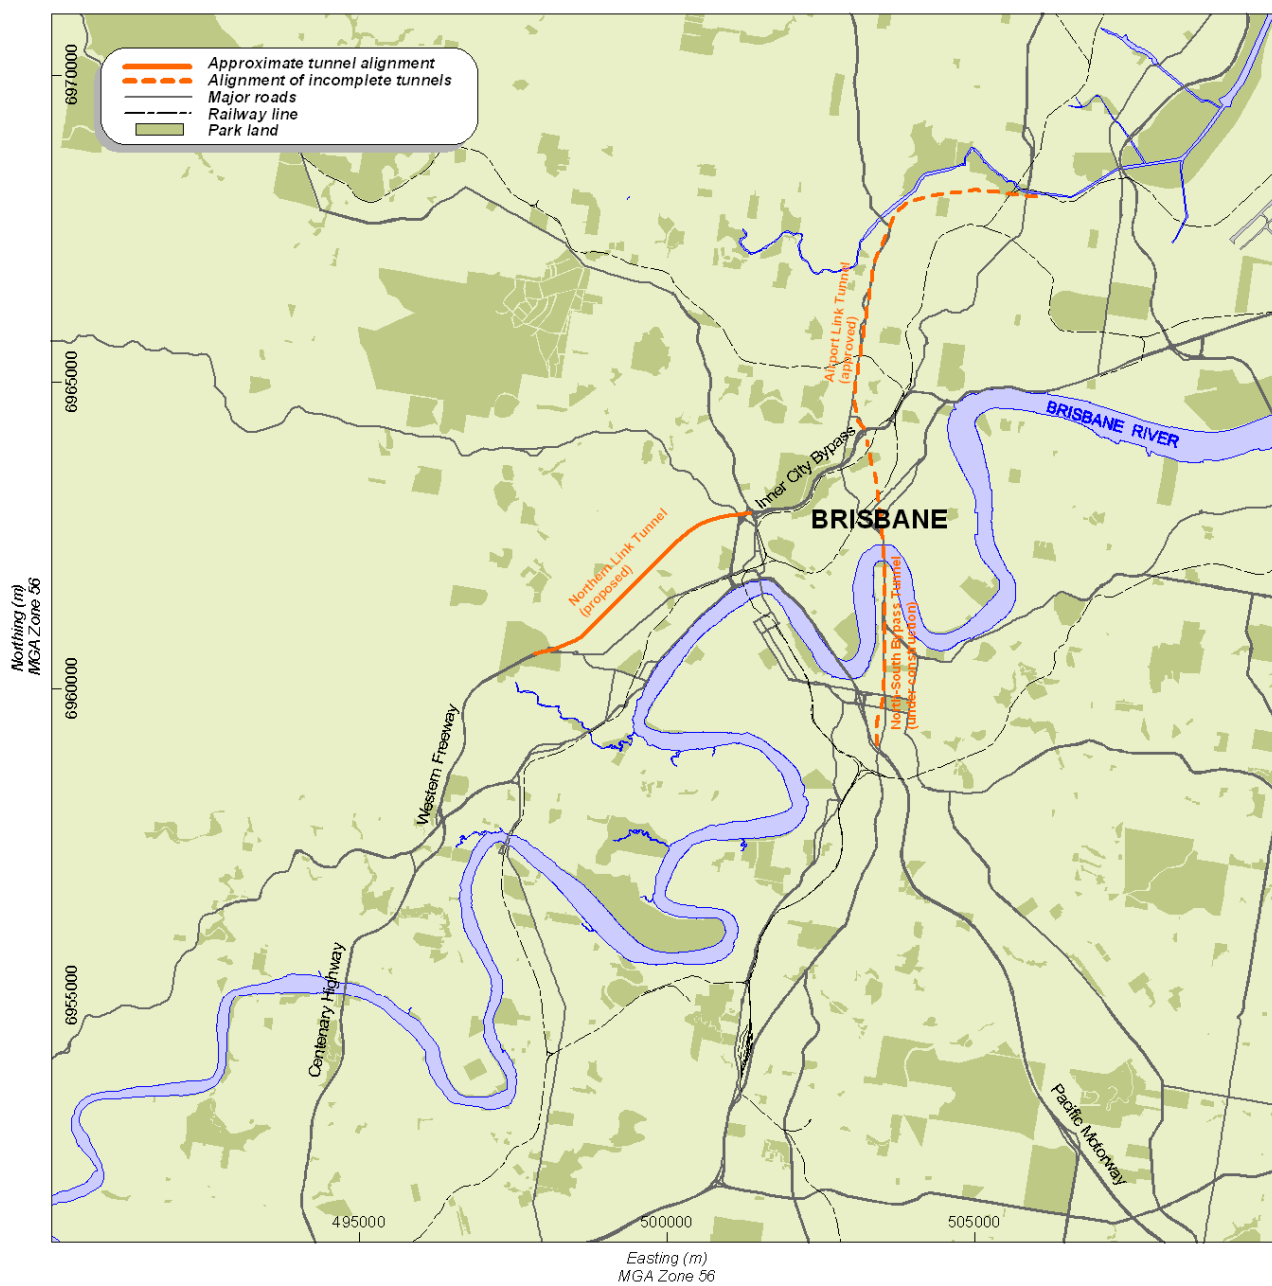 Approximate tunnel alignment
Alignment of incomplete tunnels
Major roads
Railway line
Park land
6970000
6965000
6960000
6955000
Northing (m)
MGA Zone 56
Airport Link Tunnel
(approved)
BRISBANE RIVER
Inner City Bypass
BRISBANE
Northern Link Tunnel
(proposed)
North-South Bypass Tunnel
(under construction)
Western Freeway
Centenary Highway
Pacific Motorway
495000
500000
505000
Easting (m)
MGA Zone 56